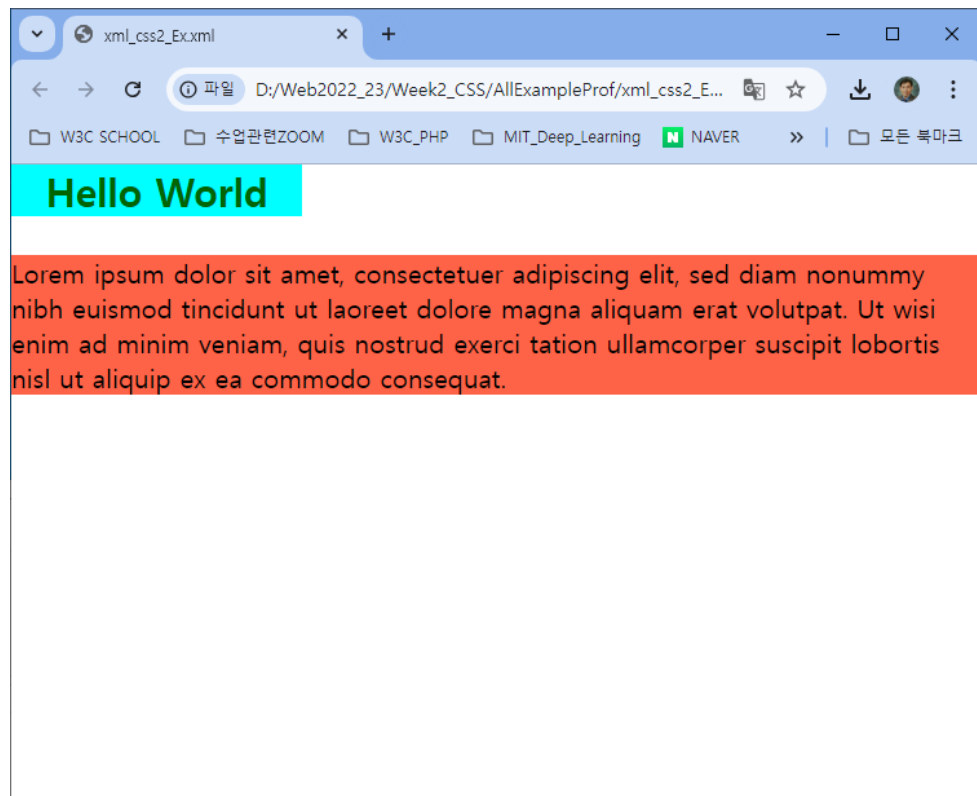 xml_css2_Ex.xml
파일 D:/Web2022_23/Week2_CSS/AllExampleProf/xml_css2_E...
W3C SCHOOL 수업관련ZOOM W3C_PHP MIT_Deep_Learning N NAVER » 모든 북마크
Hello World
Lorem ipsum dolor sit amet, consectetuer adipiscing elit, sed diam nonummy
nibh euismod tincidunt ut laoreet dolore magna aliquam erat volutpat. Ut wisi
enim ad minim veniam, quis nostrud exerci tation ullamcorper suscipit lobortis
nisl ut aliquip ex ea commodo consequat.